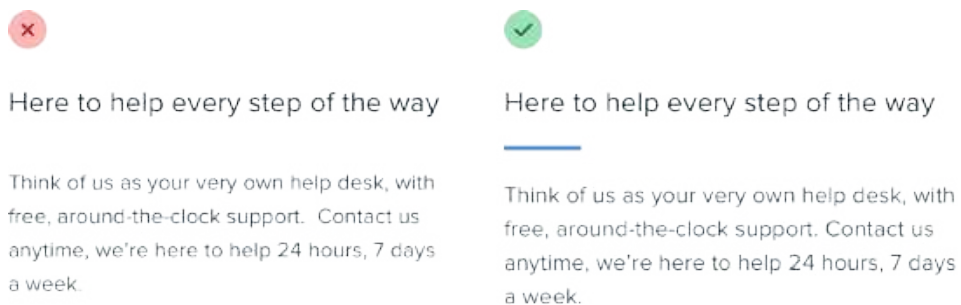 Here to help every step of the way
Think of us as your very own help desk, with
free, around-the-clock support.  Contact us
anytime, we're here to help 24 hours, 7 days
a week.
Here to help every step of the way
Think of us as your very own help desk, with
free, around-the-clock support. Contact us
anytime, we're here to help 24 hours, 7 days
a week.